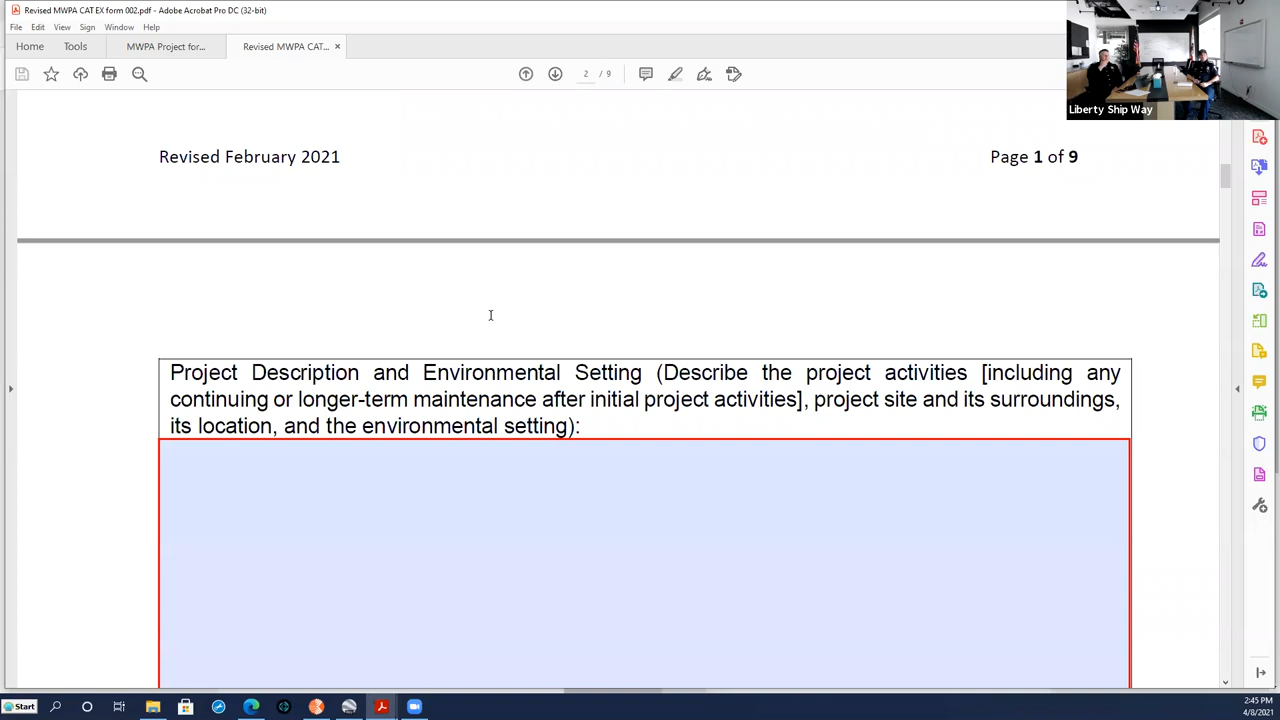 Revised MWPA CAT EX form 002.pdf - Adobe Acrobat Pro DC (32-bit)
File Edit View Sign Window Help
Home Tools MWPA Project for... Revised MWPA CAT... ×
2 / 9
Liberty Ship Way
Revised February 2021 Page 1 of 9
Project Description and Environmental Setting (Describe the project activities [including any
continuing or longer-term maintenance after initial project activities], project site and its surroundings,
its location, and the environmental setting):
Start
2:45 PM
4/8/2021